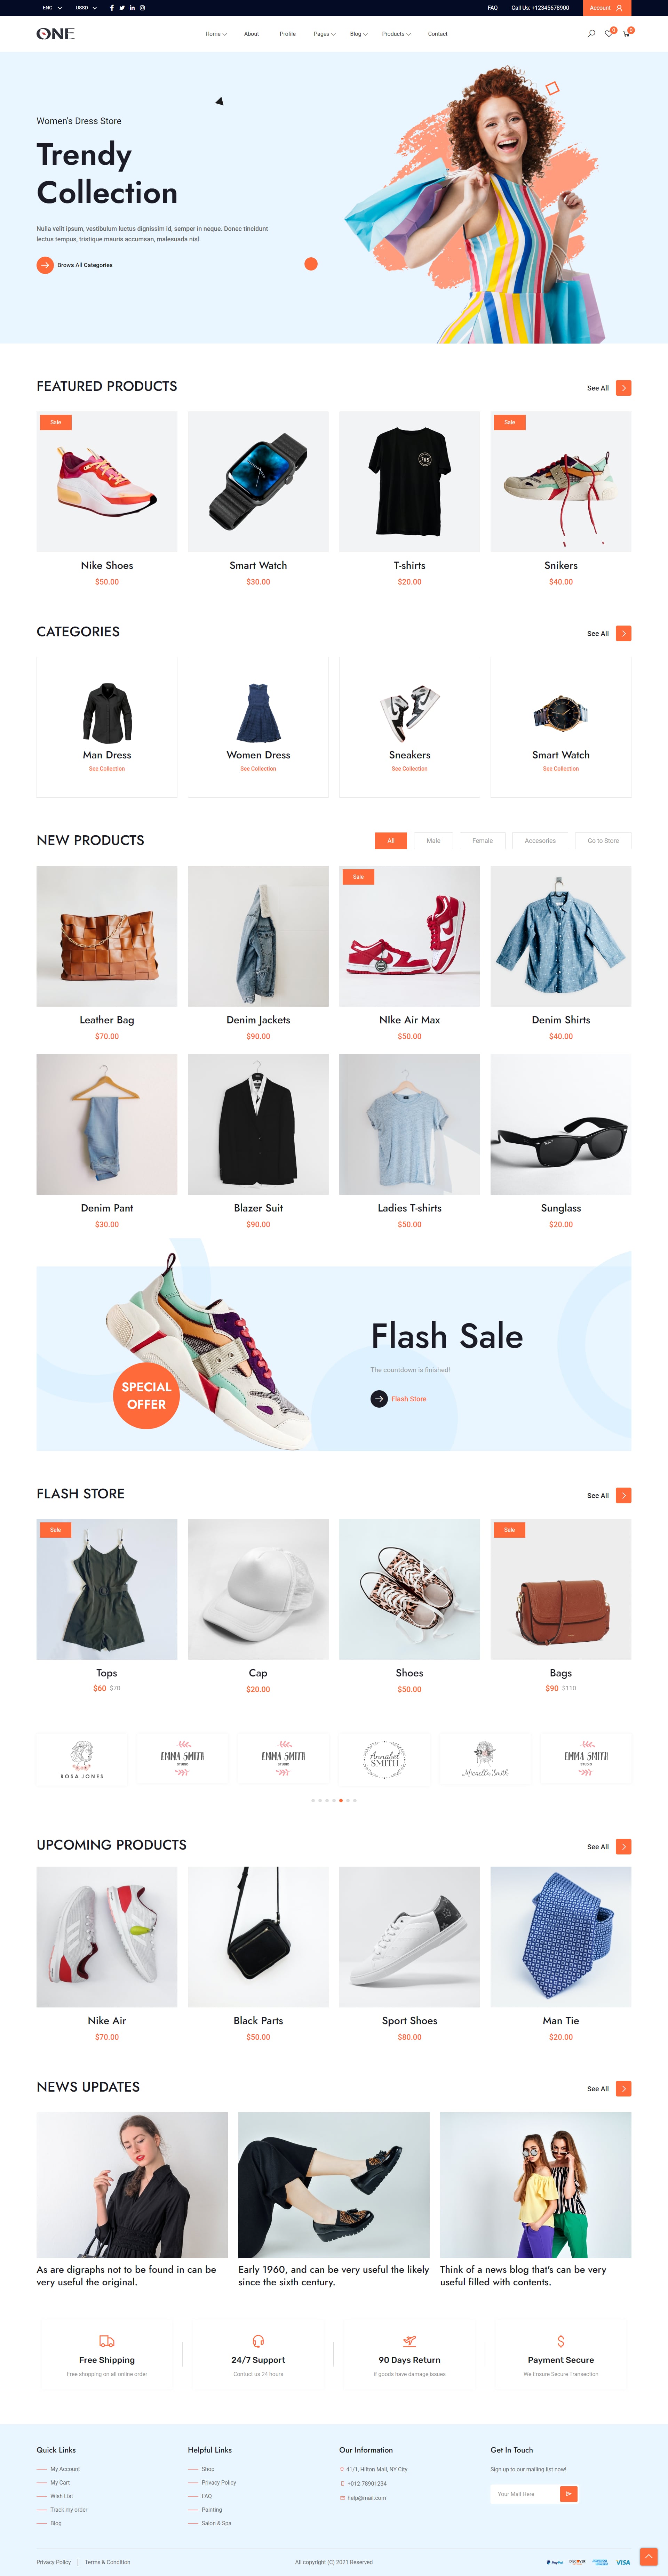 ENG
USSD
FAQ
Call Us: +12345678900
Account
ONE
Home
About
Profile
Pages
Blog
Products
Contact
0
0
Women's Dress Store
Trendy
Collection
Nulla velit ipsum, vestibulum luctus dignissim id, semper in neque. Donec tincidunt
lectus tempus, tristique mauris accumsan, malesuada nisl.
Brows All Categories
FEATURED PRODUCTS
See All
Sale
Sale
Nike Shoes
Smart Watch
T-shirts
Snikers
$50.00
$30.00
$20.00
$40.00
CATEGORIES
See All
Man Dress
Women Dress
Sneakers
Smart Watch
See Collection
See Collection
See Collection
See Collection
NEW PRODUCTS
All
Male
Female
Accesories
Go to Store
Sale
Leather Bag
Denim Jackets
NIke Air Max
Denim Shirts
$70.00
$90.00
$50.00
$40.00
Denim Pant
Blazer Suit
Ladies T-shirts
Sunglass
$30.00
$90.00
$50.00
$20.00
SPECIAL
OFFER
Flash Sale
The countdown is finished!
Flash Store
FLASH STORE
See All
Sale
Sale
Tops
Cap
Shoes
Bags
$60 $70
$20.00
$50.00
$90 $110
ROSA JONES
EMMA SMITH
STUDIO
EMMA SMITH
STUDIO
Annabel
SMITH
Micaella Smith
EMMA SMITH
STUDIO
UPCOMING PRODUCTS
See All
Nike Air
Black Parts
Sport Shoes
Man Tie
$70.00
$50.00
$80.00
$20.00
NEWS UPDATES
See All
As are digraphs not to be found in can be
very useful the original.
Early 1960, and can be very useful the likely
since the sixth century.
Think of a news blog that's can be very
useful filled with contents.
Free Shipping
Free shipping on all online order
24/7 Support
Contuct us 24 hours
90 Days Return
If goods have damage issues
Payment Secure
We Ensure Secure Transection
Quick Links
My Account
My Cart
Wish List
Track my order
Blog
Helpful Links
Shop
Privacy Policy
FAQ
Painting
Salon & Spa
Our Information
41/1, Hilton Mall, NY City
+012-78901234
help@mail.com
Get In Touch
Sign up to our mailing list now!
Your Mail Here
Privacy Policy
Terms & Condition
All copyright (C) 2021 Reserved
PayPal
DISCOVER
VISA